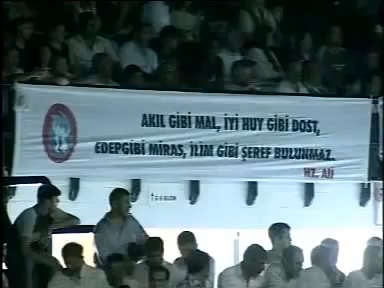 AKIL GİBİ MAL, İYİ HUY GİBİ DOST,
EDEPGİBİ MİRAS, İLİM GİBİ ŞEREF BULUNMAZ.
HZ. ALİ